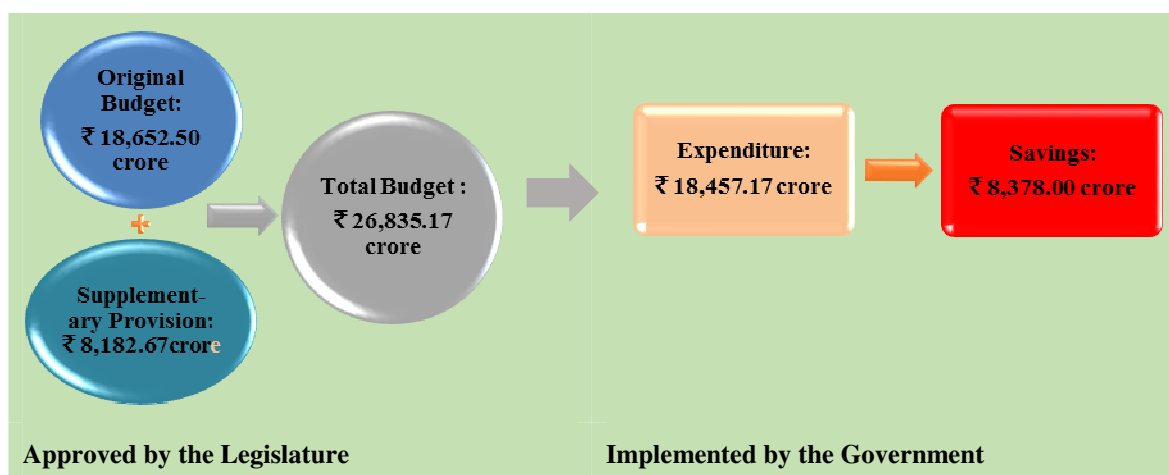 Original
Budget:
₹ 18,652.50
crore
+
Supplement-
ary Provision:
₹ 8,182.67crore
Total Budget :
₹ 26,835.17
crore
Expenditure:
₹ 18,457.17 crore
Savings:
₹ 8,378.00 crore
Approved by the Legislature
Implemented by the Government